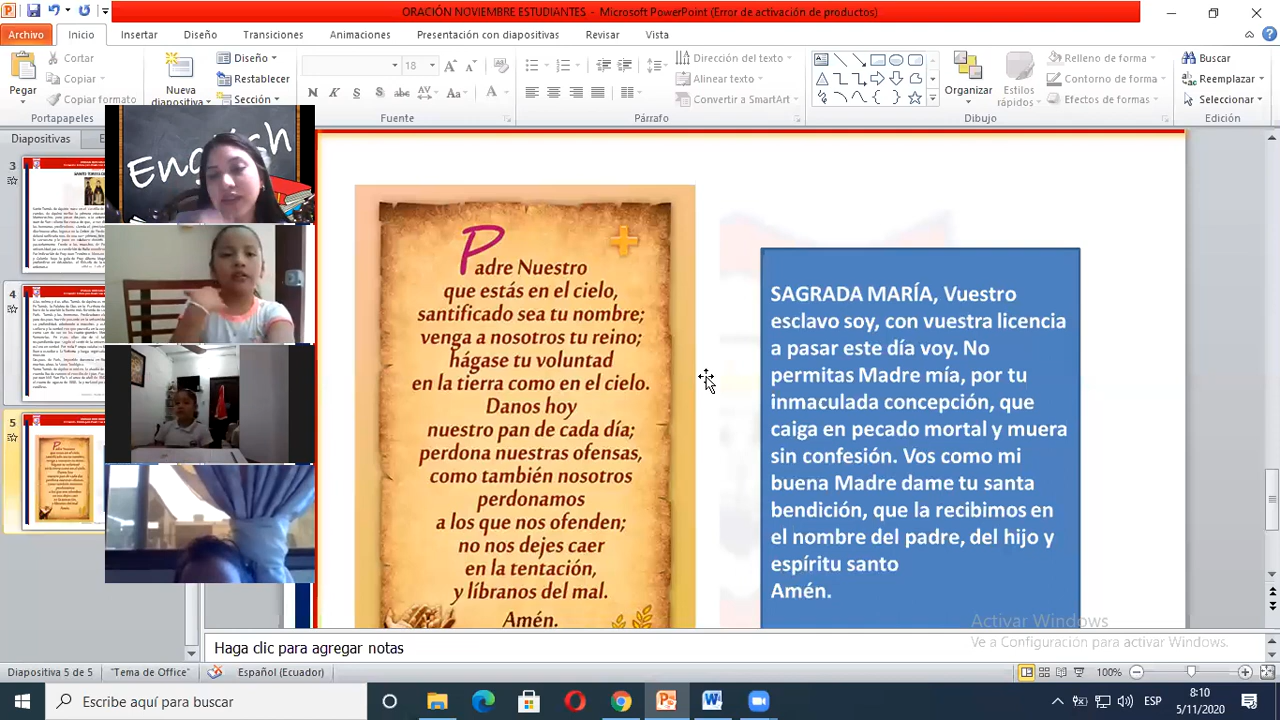 ORACIÓN NOVIEMBRE ESTUDIANTES - Microsoft PowerPoint (Error de activación de productos)
Archivo Inicio Insertar Diseño Transiciones Animaciones Presentación con diapositivas Revisar Vista
Pegar
Cortar
Copiar
Copiar formato
Portapapeles
Nueva diapositiva
Diseño
Restablecer
Sección
18
N K S S abc AV Aa A
Fuente
Párrafo
Dirección del texto
Alinear texto
Convertir a SmartArt
Organizar
Estilos rápidos
Relleno de forma
Contorno de forma
Efectos de formas
Dibujo
Buscar
Reemplazar
Seleccionar
Edición
Diapositivas
3
4
5
English
Padre Nuestro
que estás en el cielo,
santificado sea tu nombre;
venga a nosotros tu reino;
hágase tu voluntad
en la tierra como en el cielo.
Danos hoy
nuestro pan de cada día;
perdona nuestras ofensas,
como también nosotros
perdonamos
a los que nos ofenden;
no nos dejes caer
en la tentación,
y líbranos del mal.
Amén.
SAGRADA MARÍA, Vuestro
esclavo soy, con vuestra licencia
a pasar este día voy. No
permitas Madre mía, por tu
inmaculada concepción, que
caiga en pecado mortal y muera
sin confesión. Vos como mi
buena Madre dame tu santa
bendición, que la recibimos en
el nombre del padre, del hijo y
espíritu santo
Amén.
Activar Windows
Ve a Configuración para activar Windows.
Haga clic para agregar notas
Diapositiva 5 de 5 "Tema de Office" Español (Ecuador) 100%
Escribe aquí para buscar
ESP
8:10
5/11/2020